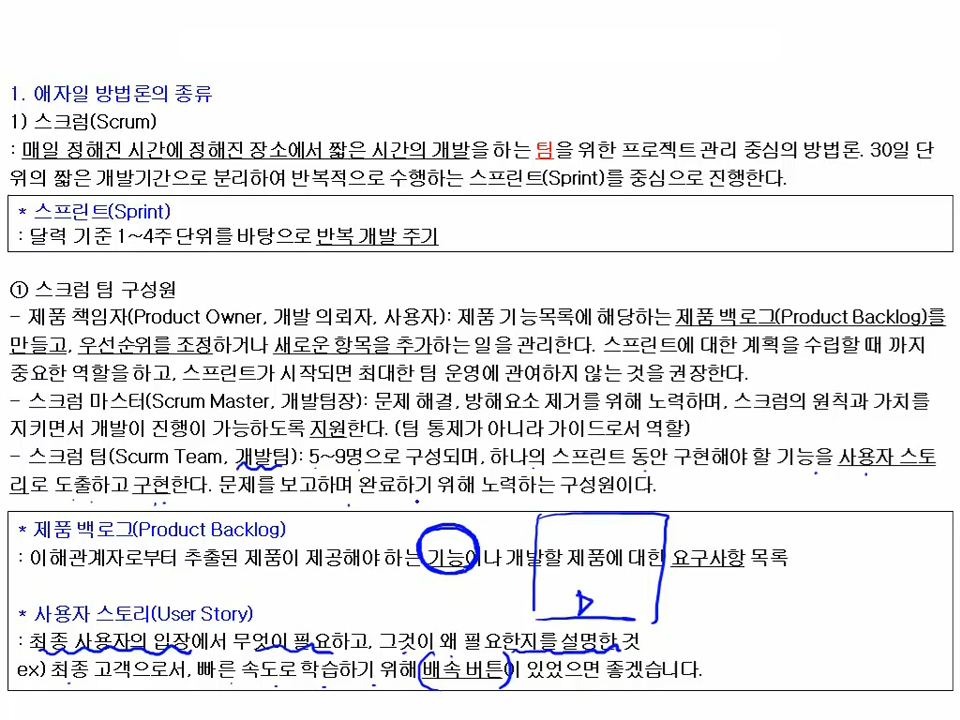 1. 애자일 방법론의 종류
1) 스크럼(Scrum)
: 매일 정해진 시간에 정해진 장소에서 짧은 시간의 개발을 하는 팀을 위한 프로젝트 관리 중심의 방법론. 30일 단
위의 짧은 개발기간으로 분리하여 반복적으로 수행하는 스프린트(Sprint)를 중심으로 진행한다.
* 스프린트(Sprint)
: 달력 기준 1~4주 단위를 바탕으로 반복 개발 주기
① 스크럼 팀 구성원
- 제품 책임자(Product Owner, 개발 의뢰자, 사용자): 제품 기능목록에 해당하는 제품 백로그(Product Backlog)를
만들고, 우선순위를 조정하거나 새로운 항목을 추가하는 일을 관리한다. 스프린트에 대한 계획을 수립할 때 까지
중요한 역할을 하고, 스프린트가 시작되면 최대한 팀 운영에 관여하지 않는 것을 권장한다.
- 스크럼 마스터(Scrum Master, 개발팀장): 문제 해결, 방해요소 제거를 위해 노력하며, 스크럼의 원칙과 가치를
지키면서 개발이 진행이 가능하도록 지원한다. (팀 통제가 아니라 가이드로서 역할)
- 스크럼 팀(Scurm Team, 개발팀): 5~9명으로 구성되며, 하나의 스프린트 동안 구현해야 할 기능을 사용자 스토
리로 도출하고 구현한다. 문제를 보고하며 완료하기 위해 노력하는 구성원이다.
* 제품 백로그(Product Backlog)
: 이해관계자로부터 추출된 제품이 제공해야 하는 기능이나 개발할 제품에 대한 요구사항 목록
* 사용자 스토리(User Story)
: 최종 사용자의 입장에서 무엇이 필요하고, 그것이 왜 필요한지를 설명한 것
ex) 최종 고객으로서, 빠른 속도로 학습하기 위해 배속 버튼이 있었으면 좋겠습니다.